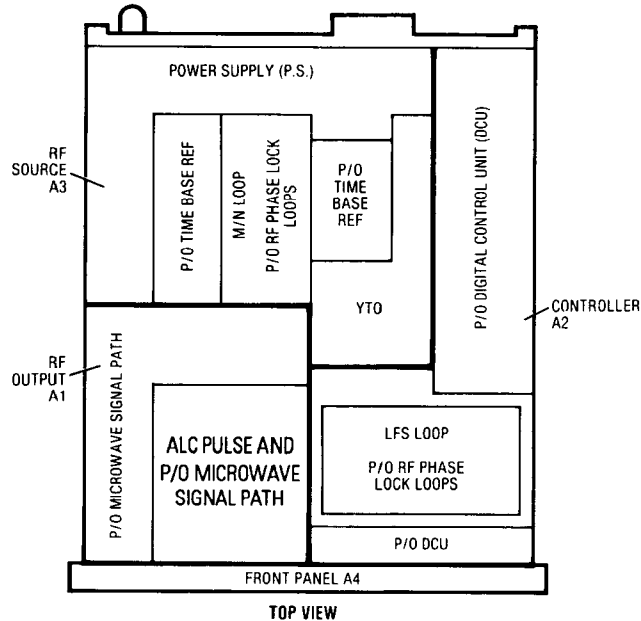 POWER SUPPLY (P.S.)
RF
SOURCE
A3
P/O TIME BASE REF
M/N LOOP
P/O RF PHASE LOCK
LOOPS
P/O
TIME
BASE
REF
YTO
P/O DIGITAL CONTROL UNIT (DCU)
CONTROLLER
A2
RF
OUTPUT
A1
P/O MICROWAVE SIGNAL PATH
ALC PULSE AND
P/O MICROWAVE
SIGNAL PATH
LFS LOOP
P/O RF PHASE
LOCK LOOPS
P/O DCU
FRONT PANEL A4
TOP VIEW